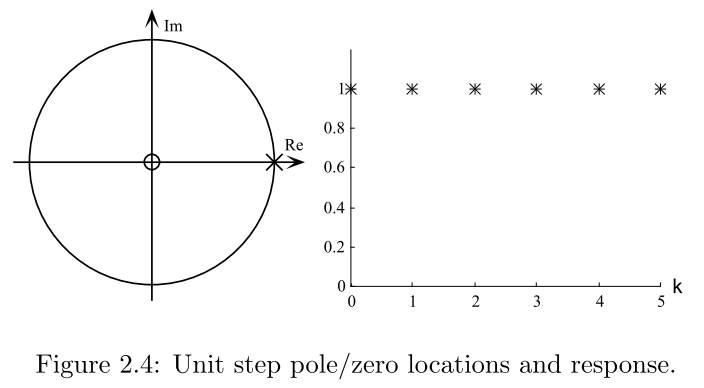 Im
Re
1
0.8
0.6
0.4
0.2
0
0 1 2 3 4 5
k
Figure 2.4: Unit step pole/zero locations and response.